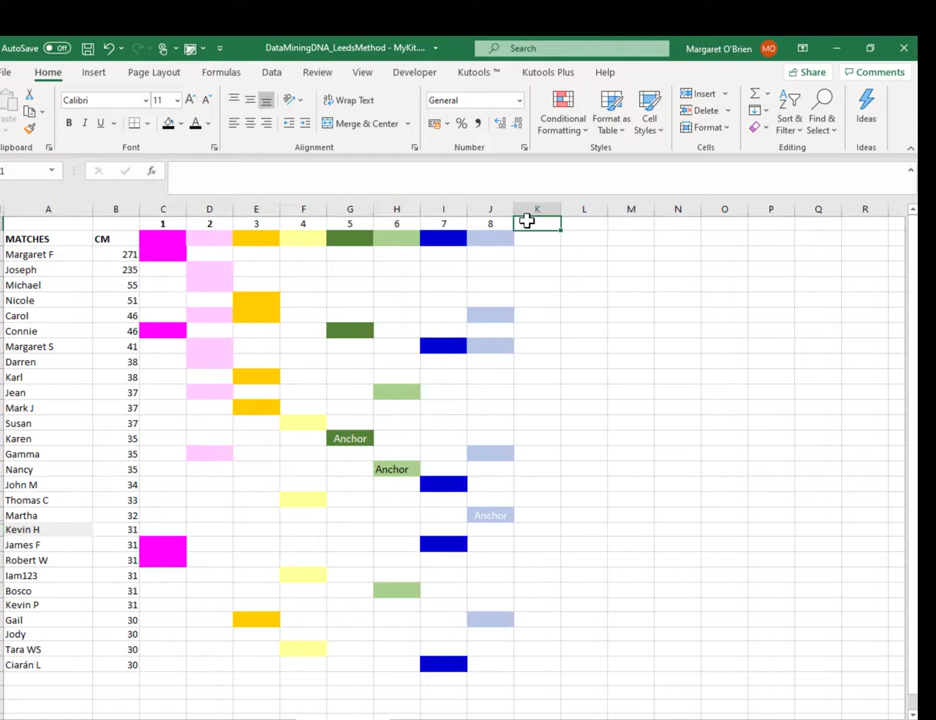 AutoSave Off DataMiningDNA_LeedsMethod - MyKit.... Search Margaret O'Brien MO
File Home Insert Page Layout Formulas Data Review View Developer Kutools ™ Kutools Plus Help Share Comments
Calibri 11 A A Wrap Text General Insert Σ
B I U A Merge & Center % Conditional Formatting Format as Table Cell Styles Delete Format Sort & Filter Find & Select Ideas
Font Alignment Number Styles Cells Editing Ideas
1 fx
A B C D E F G H I J K L M N O P Q R
1 2 3 4 5 6 7 8
MATCHES CM
Margaret F 271
Joseph 235
Michael 55
Nicole 51
Carol 46
Connie 46
Margaret S 41
Darren 38
Karl 38
Jean 37
Mark J 37
Susan 37
Karen 35 Anchor
Gamma 35
Nancy 35 Anchor
John M 34
Thomas C 33
Martha 32 Anchor
Kevin H 31
James F 31
Robert W 31
Iam123 31
Bosco 31
Kevin P 31
Gail 30
Jody 30
Tara WS 30
Ciarán L 30